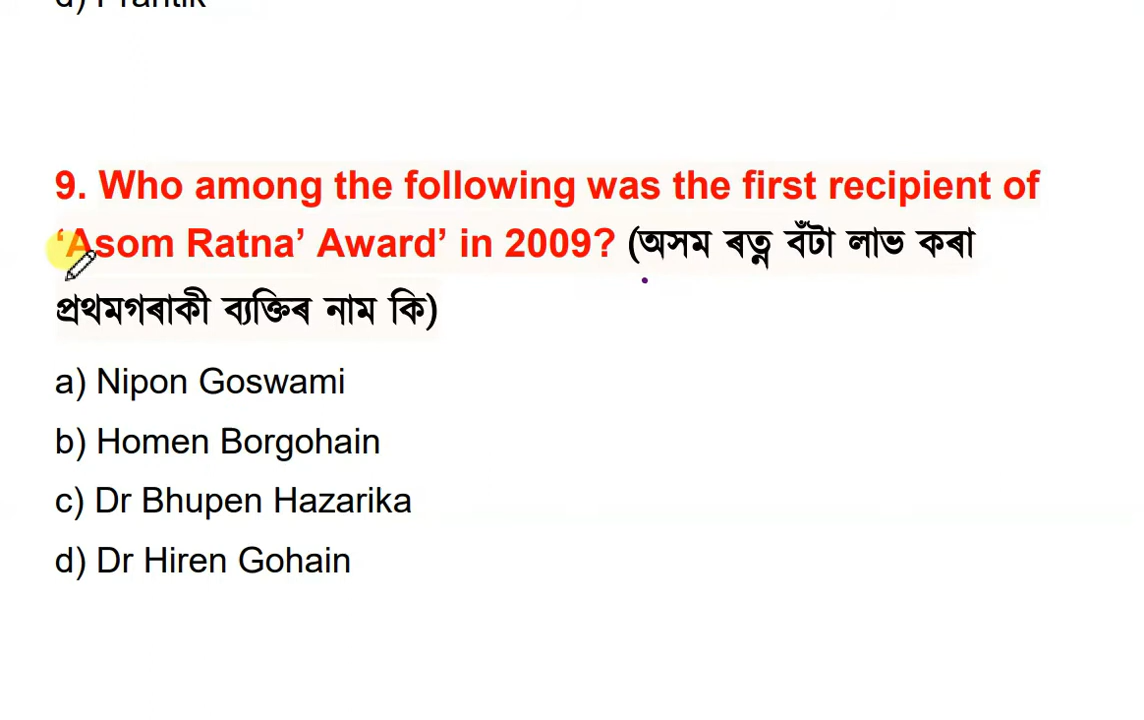 d) Prantik
9. Who among the following was the first recipient of
‘Asom Ratna’ Award’ in 2009? (অসম ৰত্ন বঁটা লাভ কৰা
প্ৰথমগৰাকী ব্যক্তিৰ নাম কি)
a) Nipon Goswami
b) Homen Borgohain
c) Dr Bhupen Hazarika
d) Dr Hiren Gohain